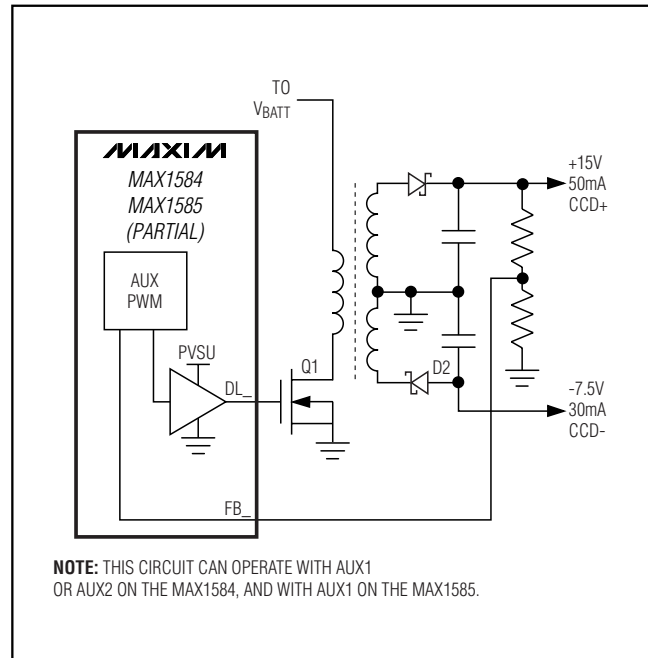 TO
VBATT
MAXIM
MAX1584
MAX1585
(PARTIAL)
AUX
PWM
PVSU
DL_
Q1
D2
FB_
+15V
50mA
CCD+
-7.5V
30mA
CCD-
NOTE: THIS CIRCUIT CAN OPERATE WITH AUX1
OR AUX2 ON THE MAX1584, AND WITH AUX1 ON THE MAX1585.